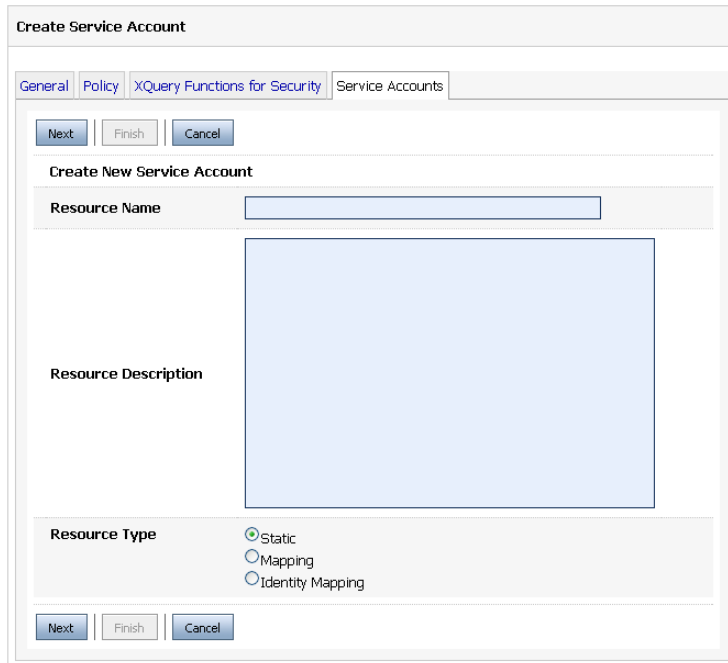 Create Service Account
General Policy XQuery Functions for Security Service Accounts
Next Finish Cancel
Create New Service Account
Resource Name
Resource Description
Resource Type
Static
Mapping
Identity Mapping
Next Finish Cancel